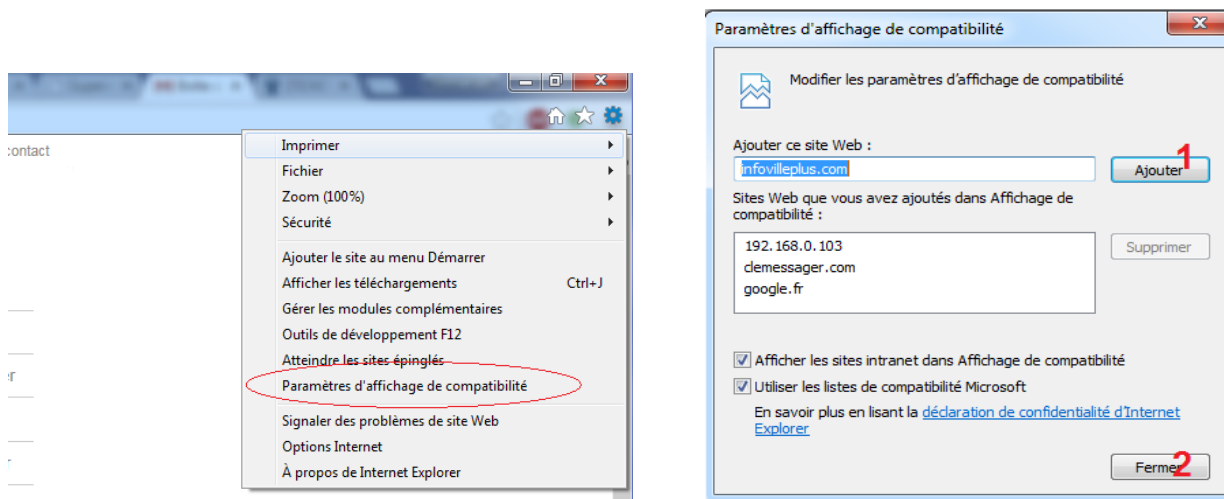 contact
Imprimer
Fichier
Zoom (100%)
Sécurité
Ajouter le site au menu Démarrer
Afficher les téléchargements Ctrl+J
Gérer les modules complémentaires
Outils de développement F12
Atteindre les sites épinglés
Paramètres d'affichage de compatibilité
Signaler des problèmes de site Web
Options Internet
À propos de Internet Explorer
Paramètres d'affichage de compatibilité
Modifier les paramètres d'affichage de compatibilité
Ajouter ce site Web :
infovilleplus.com
Ajouter 1
Sites Web que vous avez ajoutés dans Affichage de
compatibilité :
192.168.0.103
clemessager.com
google.fr
Supprimer
Afficher les sites intranet dans Affichage de compatibilité
Utiliser les listes de compatibilité Microsoft
En savoir plus en lisant la déclaration de confidentialité d'Internet
Explorer
Fermer 2